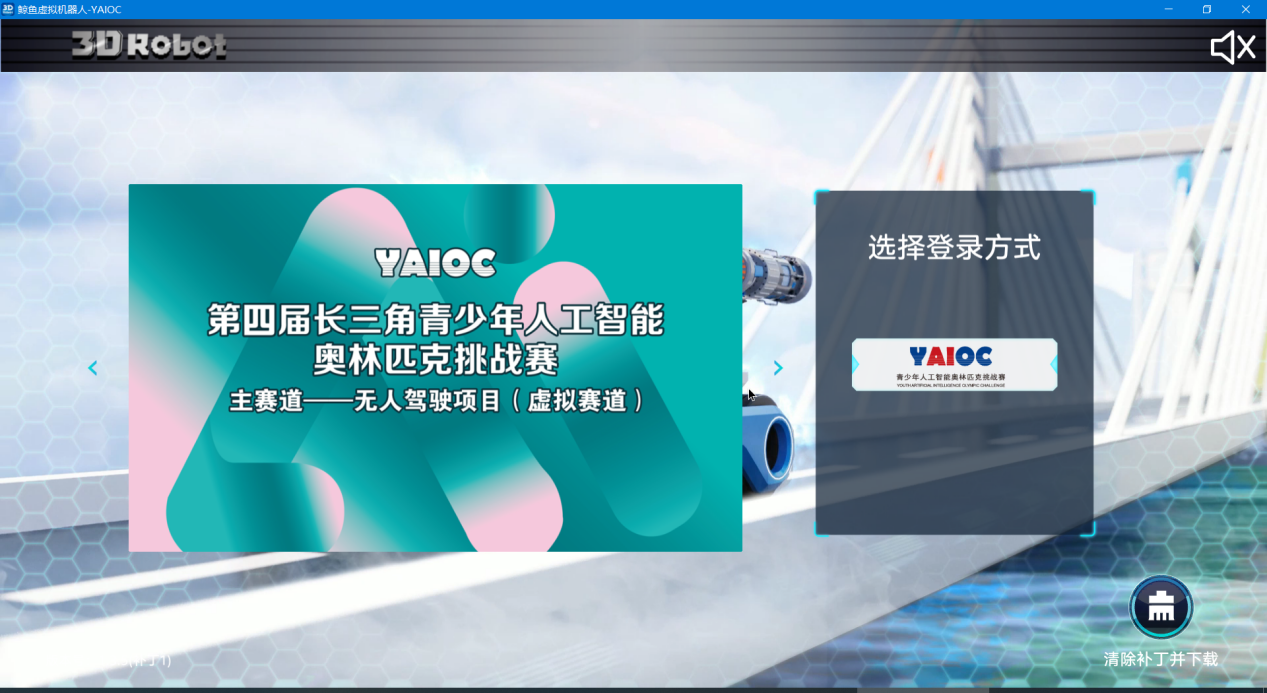 鲸鱼虚拟机器人-YAIOC
3D Robot
YAIOC
第四届长三角青少年人工智能
奥林匹克挑战赛
主赛道——无人驾驶项目（虚拟赛道）
选择登录方式
YAIOC
青少年人工智能奥林匹克挑战赛
YOUTH ARTIFICIAL INTELLIGENCE OLYMPIC CHALLENGE
清除补丁并下载